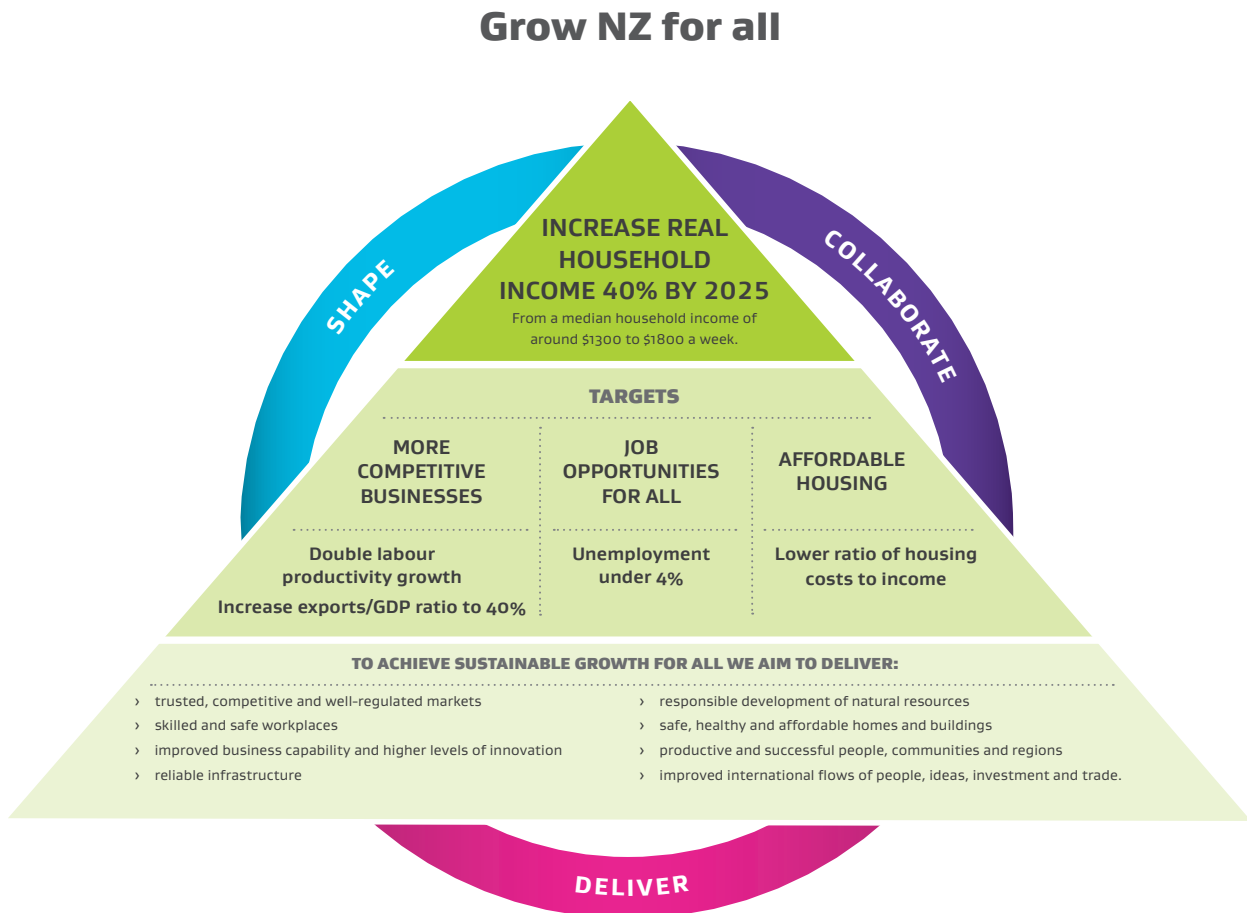 Grow NZ for all
SHAPE
COLLABORATE
INCREASE REAL
HOUSEHOLD
INCOME 40% BY 2025
From a median household income of
around $1300 to $1800 a week.
TARGETS
MORE
COMPETITIVE
BUSINESSES
Double labour
productivity growth
Increase exports/GDP ratio to 40%
JOB
OPPORTUNITIES
FOR ALL
Unemployment
under 4%
AFFORDABLE
HOUSING
Lower ratio of housing
costs to income
TO ACHIEVE SUSTAINABLE GROWTH FOR ALL WE AIM TO DELIVER:
› trusted, competitive and well-regulated markets
› skilled and safe workplaces
› improved business capability and higher levels of innovation
› reliable infrastructure
› responsible development of natural resources
› safe, healthy and affordable homes and buildings
› productive and successful people, communities and regions
› improved international flows of people, ideas, investment and trade.
DELIVER